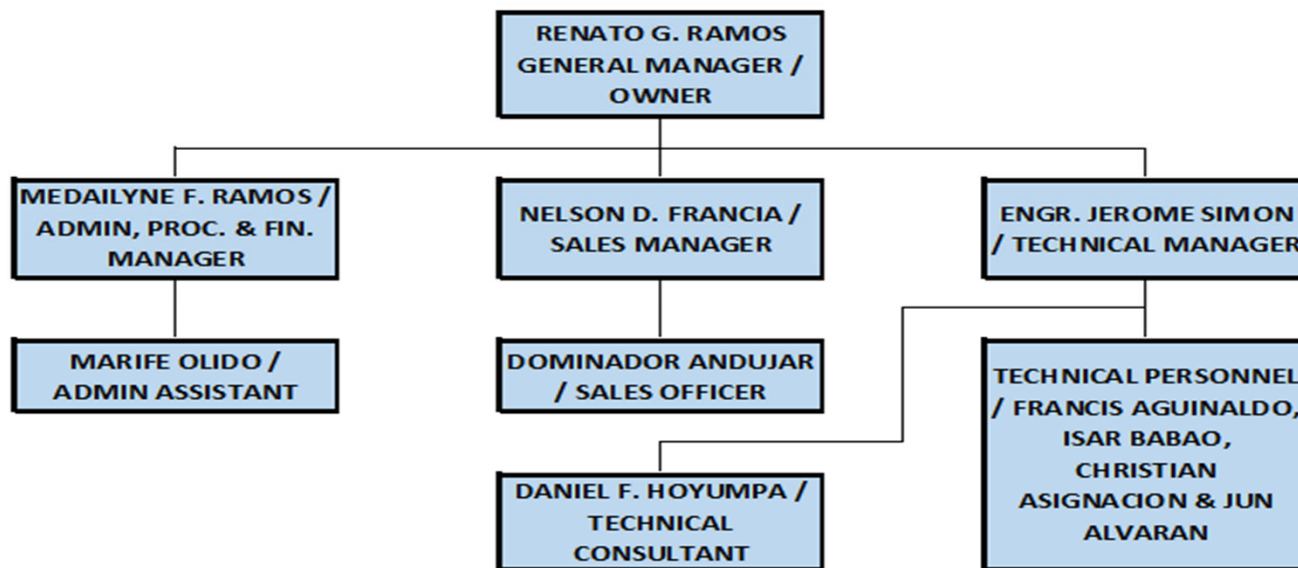 RENATO G. RAMOS
GENERAL MANAGER /
OWNER
MEDAILYNE F. RAMOS /
ADMIN, PROC. & FIN.
MANAGER
NELSON D. FRANCIA /
SALES MANAGER
ENGR. JEROME SIMON
/ TECHNICAL MANAGER
MARIFE OLIDO /
ADMIN ASSISTANT
DOMINADOR ANDUJAR
/ SALES OFFICER
DANIEL F. HOYUMPA /
TECHNICAL
CONSULTANT
TECHNICAL PERSONNEL
/ FRANCIS AGUINALDO,
ISAR BABAO,
CHRISTIAN
ASIGNACION & JUN
ALVARAN